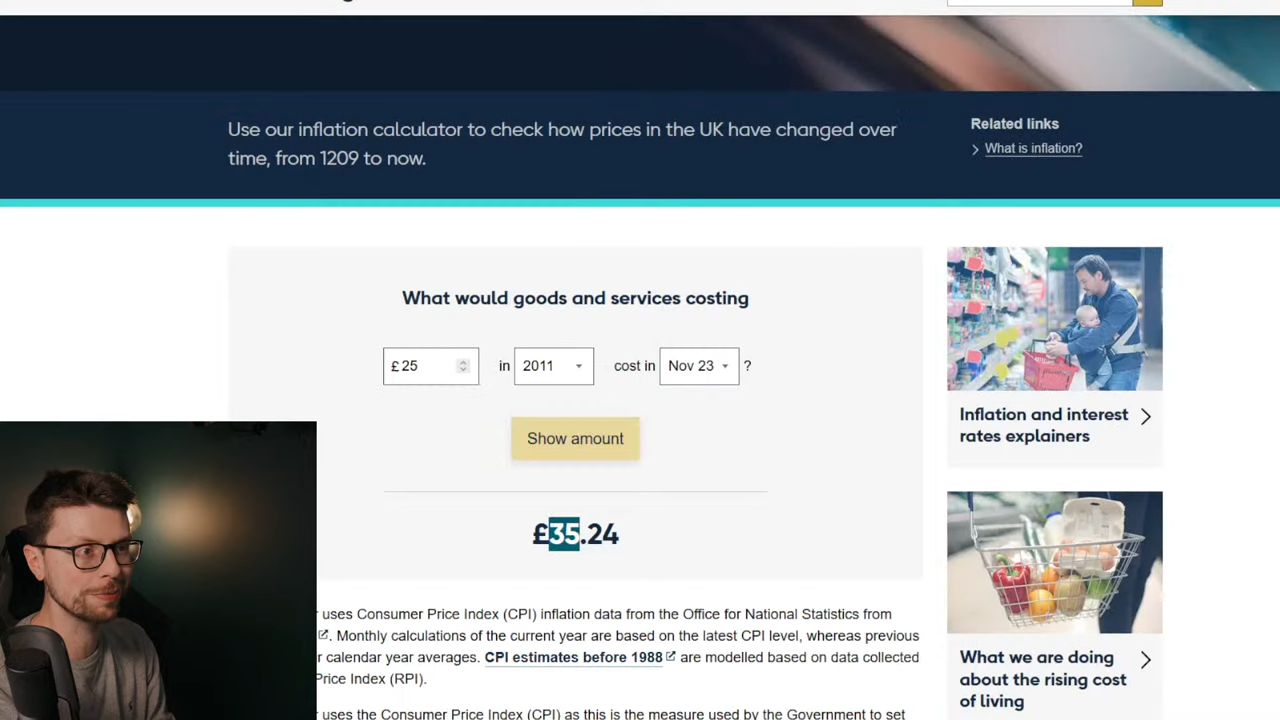 Use our inflation calculator to check how prices in the UK have changed over
time, from 1209 to now.
Related links
What is inflation?
What would goods and services costing
£ 25 in 2011 cost in Nov 23 ?
Show amount
£35.24
Inflation and interest
rates explainers
uses Consumer Price Index (CPI) inflation data from the Office for National Statistics from
. Monthly calculations of the current year are based on the latest CPI level, whereas previous
calendar year averages. CPI estimates before 1988 are modelled based on data collected
Price Index (RPI).
uses the Consumer Price Index (CPI) as this is the measure used by the Government to set
What we are doing
about the rising cost
of living